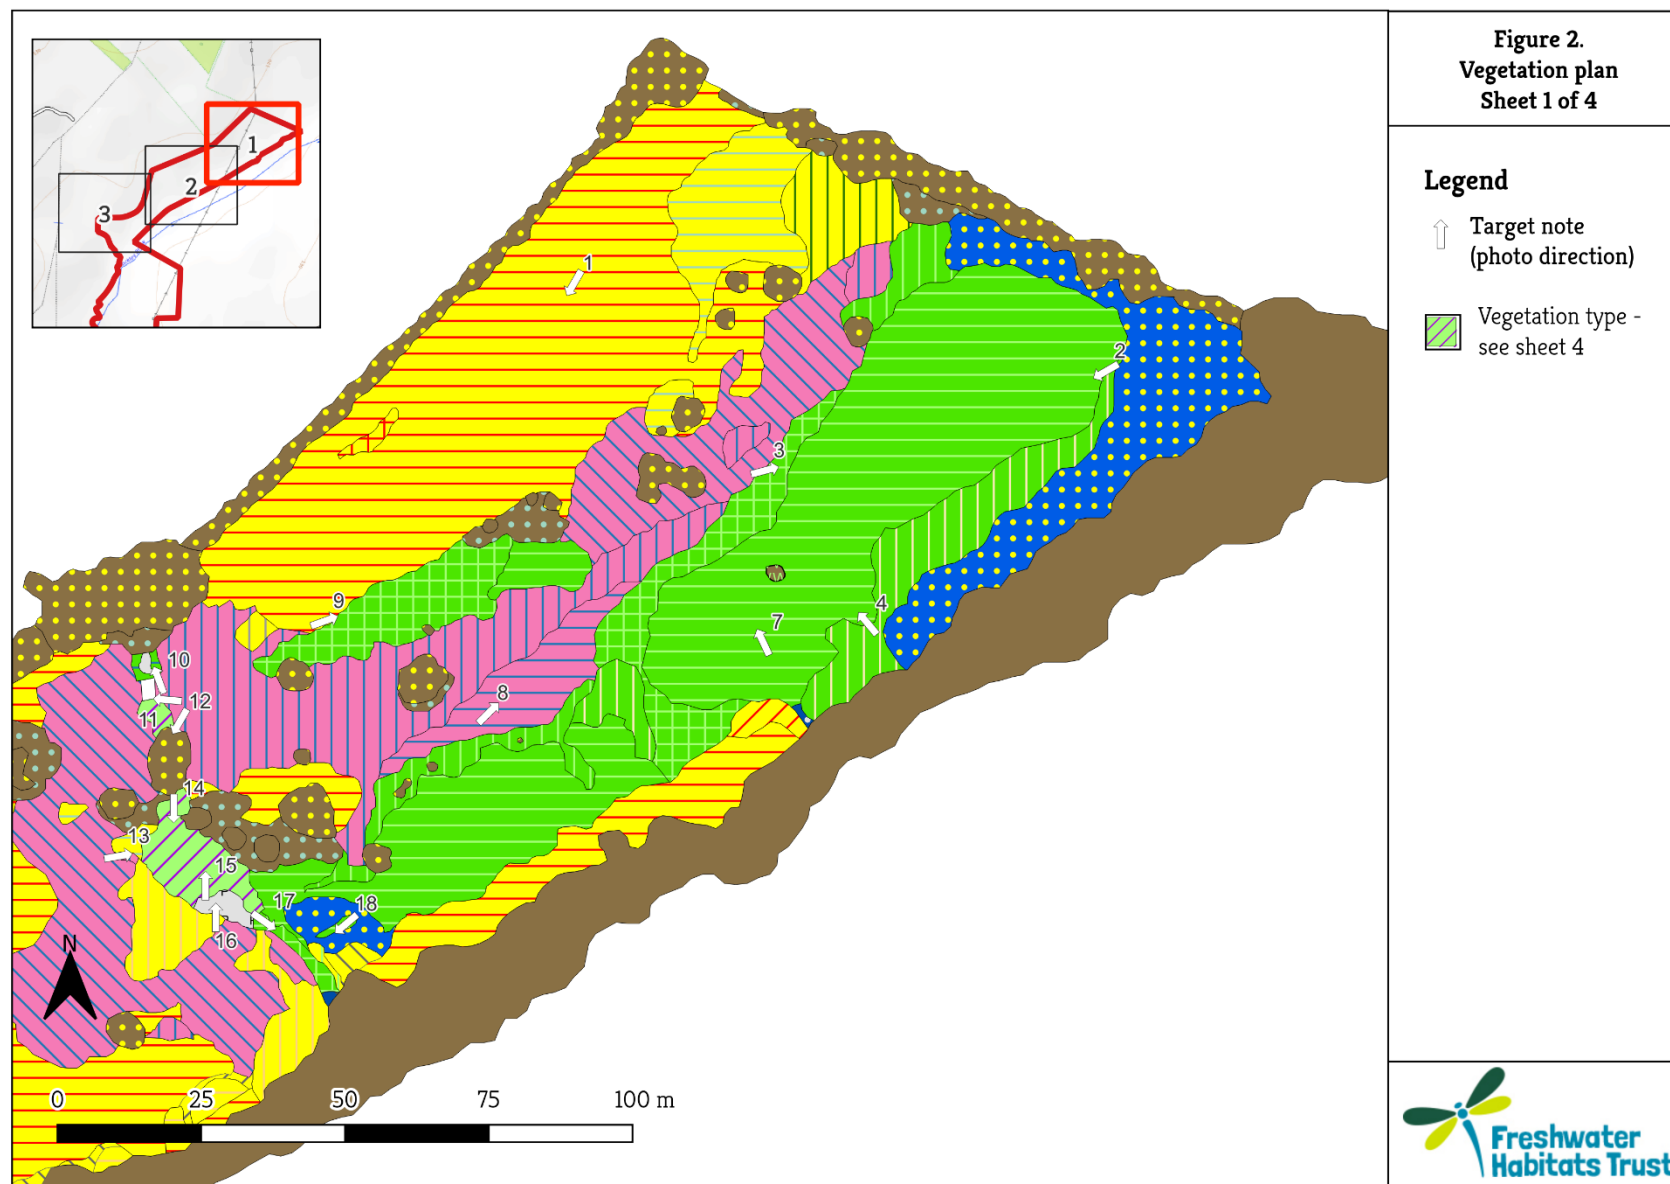 Figure 2.
Vegetation plan
Sheet 1 of 4
Legend
Target note
(photo direction)
Vegetation type -
see sheet 4
1
2
3
1
2
3
4
7
8
9
10
11
12
13
14
15
16
17
18
N
0 25 50 75 100 m
Freshwater
Habitats Trust